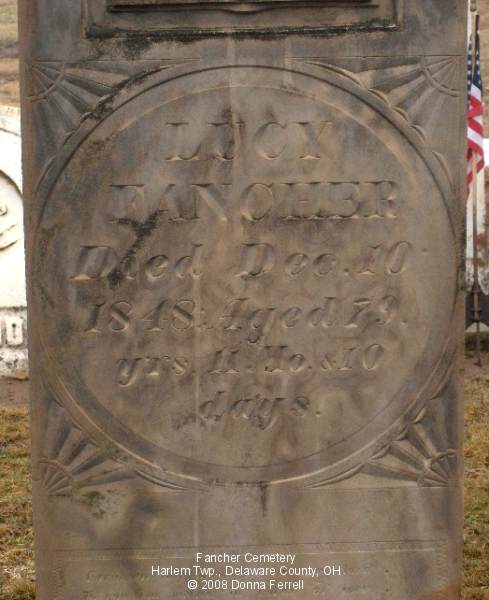 LUCY
FANCHER
Died Dec. 10
1848. Aged
yrs. 11. Mo. & 10
days.
Fancher Cemetery
Harlem Twp., Delaware County, OH
© 2008 Donna Ferrell